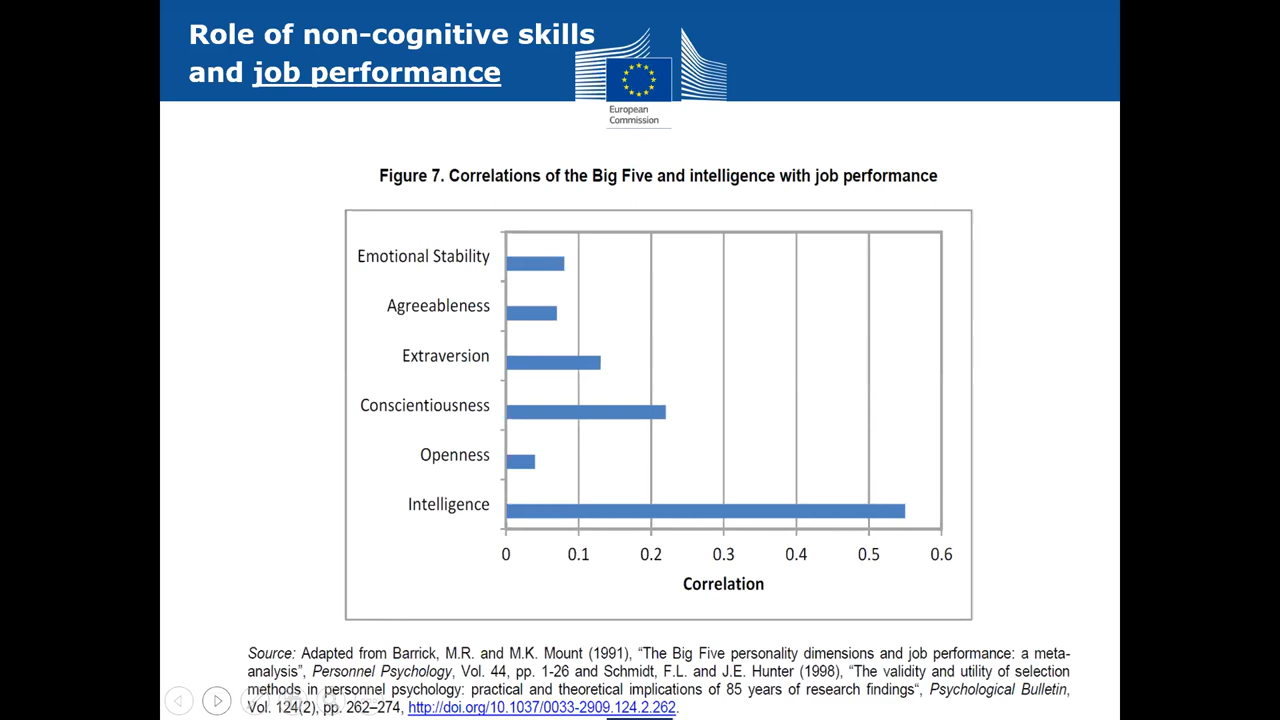 Role of non-cognitive skills
and job performance
European
Commission
Figure 7. Correlations of the Big Five and intelligence with job performance
Emotional Stability
Agreeableness
Extraversion
Conscientiousness
Openness
Intelligence
0 0.1 0.2 0.3 0.4 0.5 0.6
Correlation
Source: Adapted from Barrick, M.R. and M.K. Mount (1991), “The Big Five personality dimensions and job performance: a meta-
analysis”, Personnel Psychology, Vol. 44, pp. 1-26 and Schmidt, F.L. and J.E. Hunter (1998), “The validity and utility of selection
methods in personnel psychology: practical and theoretical implications of 85 years of research findings“, Psychological Bulletin,
Vol. 124(2), pp. 262–274, http://doi.org/10.1037/0033-2909.124.2.262.